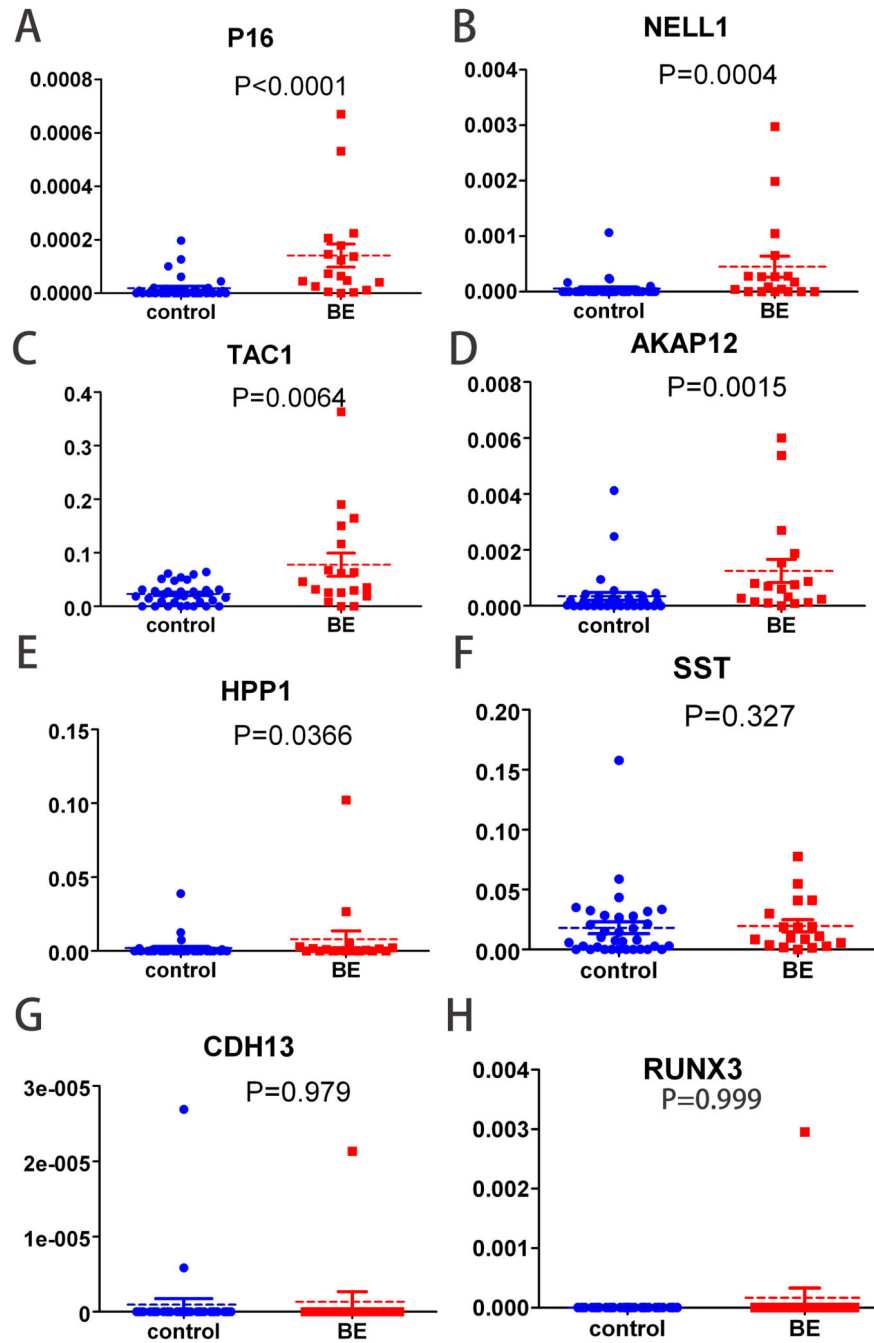 A
P16
P<0.0001
0.0008
0.0006
0.0004
0.0002
0.0000
control
BE
B
NELL1
P=0.0004
0.004
0.003
0.002
0.001
0.000
control
BE
C
TAC1
P=0.0064
0.4
0.3
0.2
0.1
0.0
control
BE
D
AKAP12
P=0.0015
0.008
0.006
0.004
0.002
0.000
control
BE
E
HPP1
P=0.0366
0.15
0.10
0.05
0.00
control
BE
F
SST
P=0.327
0.20
0.15
0.10
0.05
0.00
control
BE
G
CDH13
P=0.979
3e-005
2e-005
1e-005
0
control
BE
H
RUNX3
P=0.999
0.004
0.003
0.002
0.001
0.000
control
BE